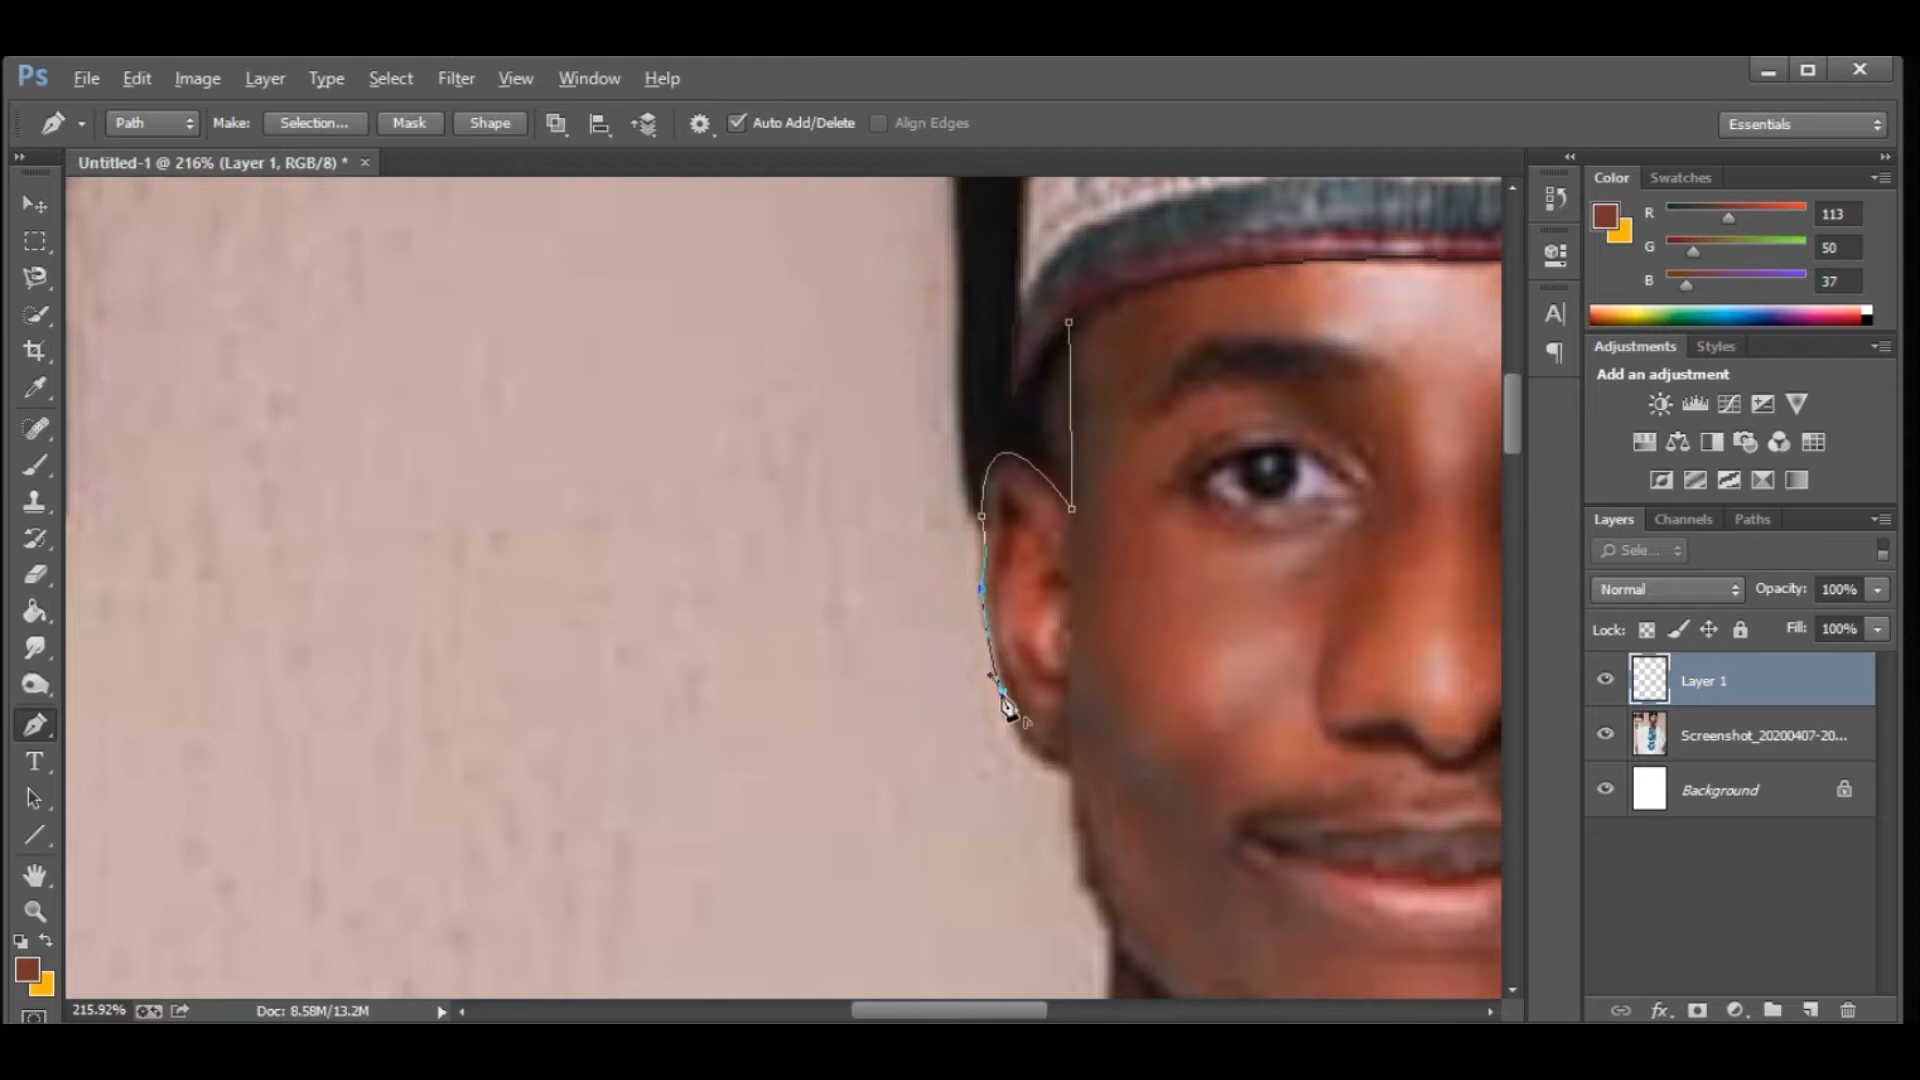 Ps File Edit Image Layer Type Select Filter View Window Help
Path Make: Selection... Mask Shape Auto Add/Delete Align Edges Essentials
Untitled-1 @ 216% (Layer 1, RGB/8) * ×
Color Swatches
R 113
G 50
B 37
Adjustments Styles
Add an adjustment
Layers Channels Paths
Sele...
Normal Opacity: 100%
Lock: Fill: 100%
Layer 1
Screenshot_20200407-20...
Background
215.92% Doc: 8.58M/13.2M